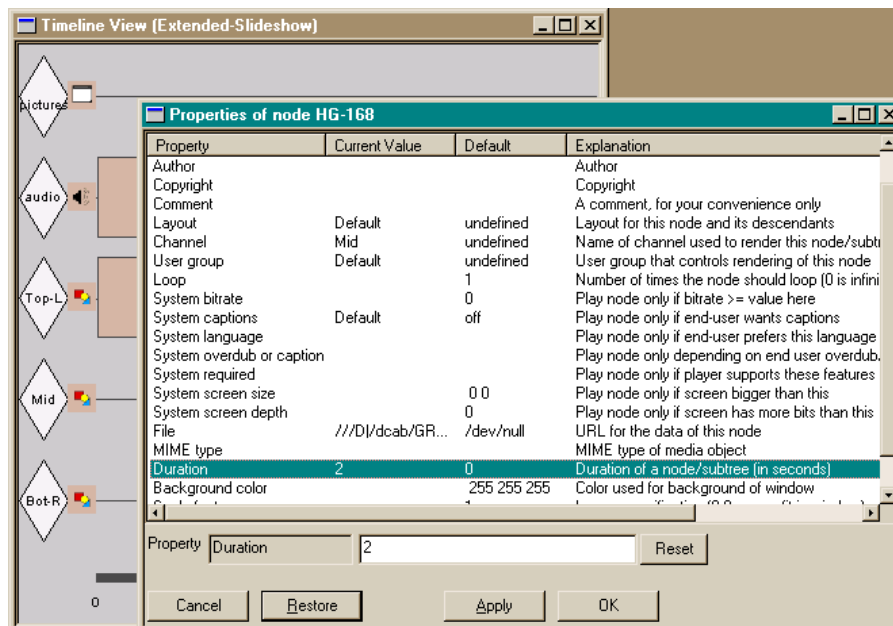 Timeline View (Extended-Slideshow)
pictures
audio
Top-L
Mid
Bot-R
0
Properties of node HG-168
Property Current Value Default Explanation
Author Author
Copyright Copyright
Comment A comment, for your convenience only
Layout Default undefined Layout for this node and its descendants
Channel Mid undefined Name of channel used to render this node/subtr
User group Default undefined User group that controls rendering of this node
Loop 1 Number of times the node should loop (0 is infini
System bitrate 0 Play node only if bitrate >= value here
System captions Default off Play node only if end-user wants captions
System language Play node only if end-user prefers this language
System overdub or caption Play node only depending on end user overdub.
System required Play node only if player supports these features
System screen size 0 0 Play node only if screen bigger than this
System screen depth 0 Play node only if screen has more bits than this
File ///D|/dcab/GR... /dev/null URL for the data of this node
MIME type MIME type of media object
Duration 2 0 Duration of a node/subtree (in seconds)
Background color 255 255 255 Color used for background of window
Property Duration 2 Reset
Cancel Restore Apply OK